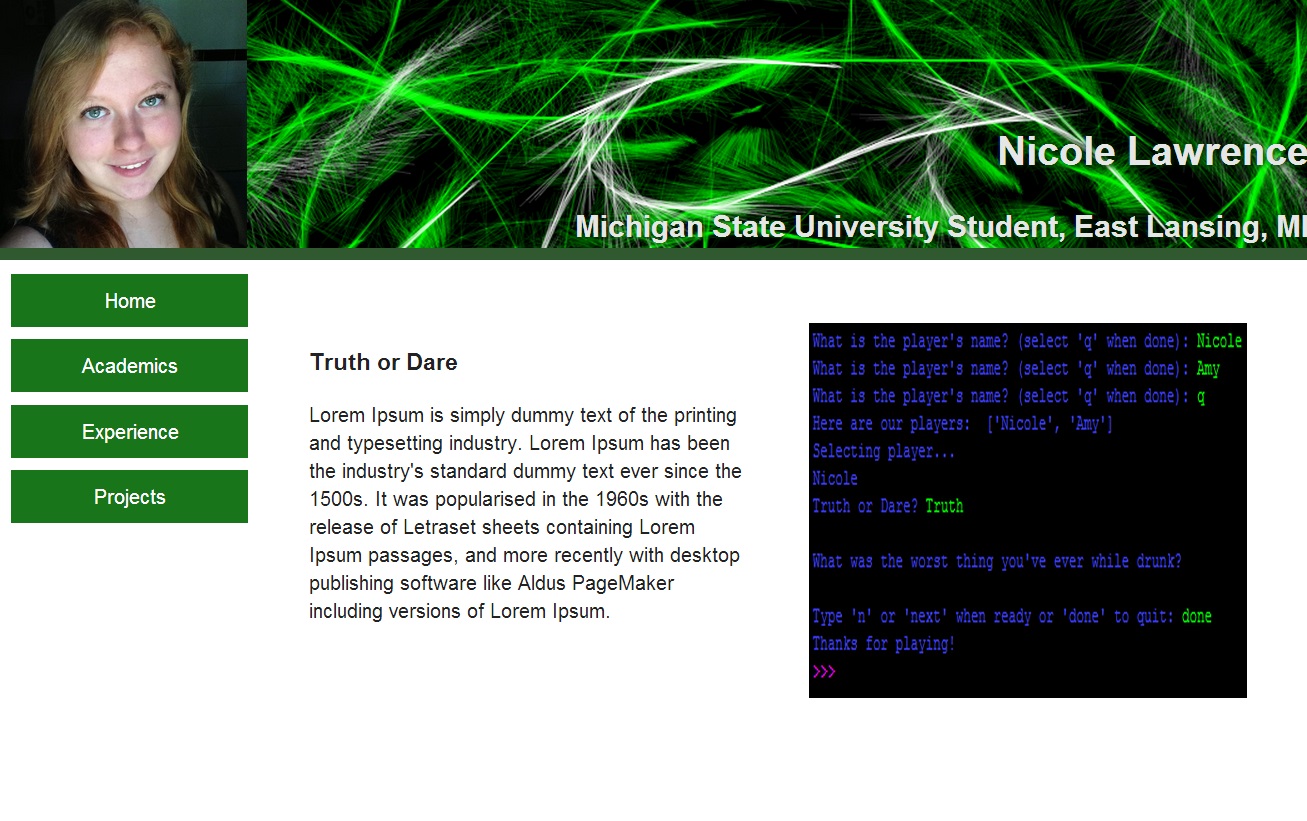 Nicole Lawrence
Michigan State University Student, East Lansing, MI
Home
Academics
Experience
Projects
Truth or Dare
Lorem Ipsum is simply dummy text of the printing
and typesetting industry. Lorem Ipsum has been
the industry's standard dummy text ever since the
1500s. It was popularised in the 1960s with the
release of Letraset sheets containing Lorem
Ipsum passages, and more recently with desktop
publishing software like Aldus PageMaker
including versions of Lorem Ipsum.
What is the player's name? (select 'q' when done): Nicole
What is the player's name? (select 'q' when done): Amy
What is the player's name? (select 'q' when done): q
Here are our players:  ['Nicole', 'Amy']
Selecting player...
Nicole
Truth or Dare? Truth
What was the worst thing you've ever while drunk?
Type 'n' or 'next' when ready or 'done' to quit: done
Thanks for playing!
>>>